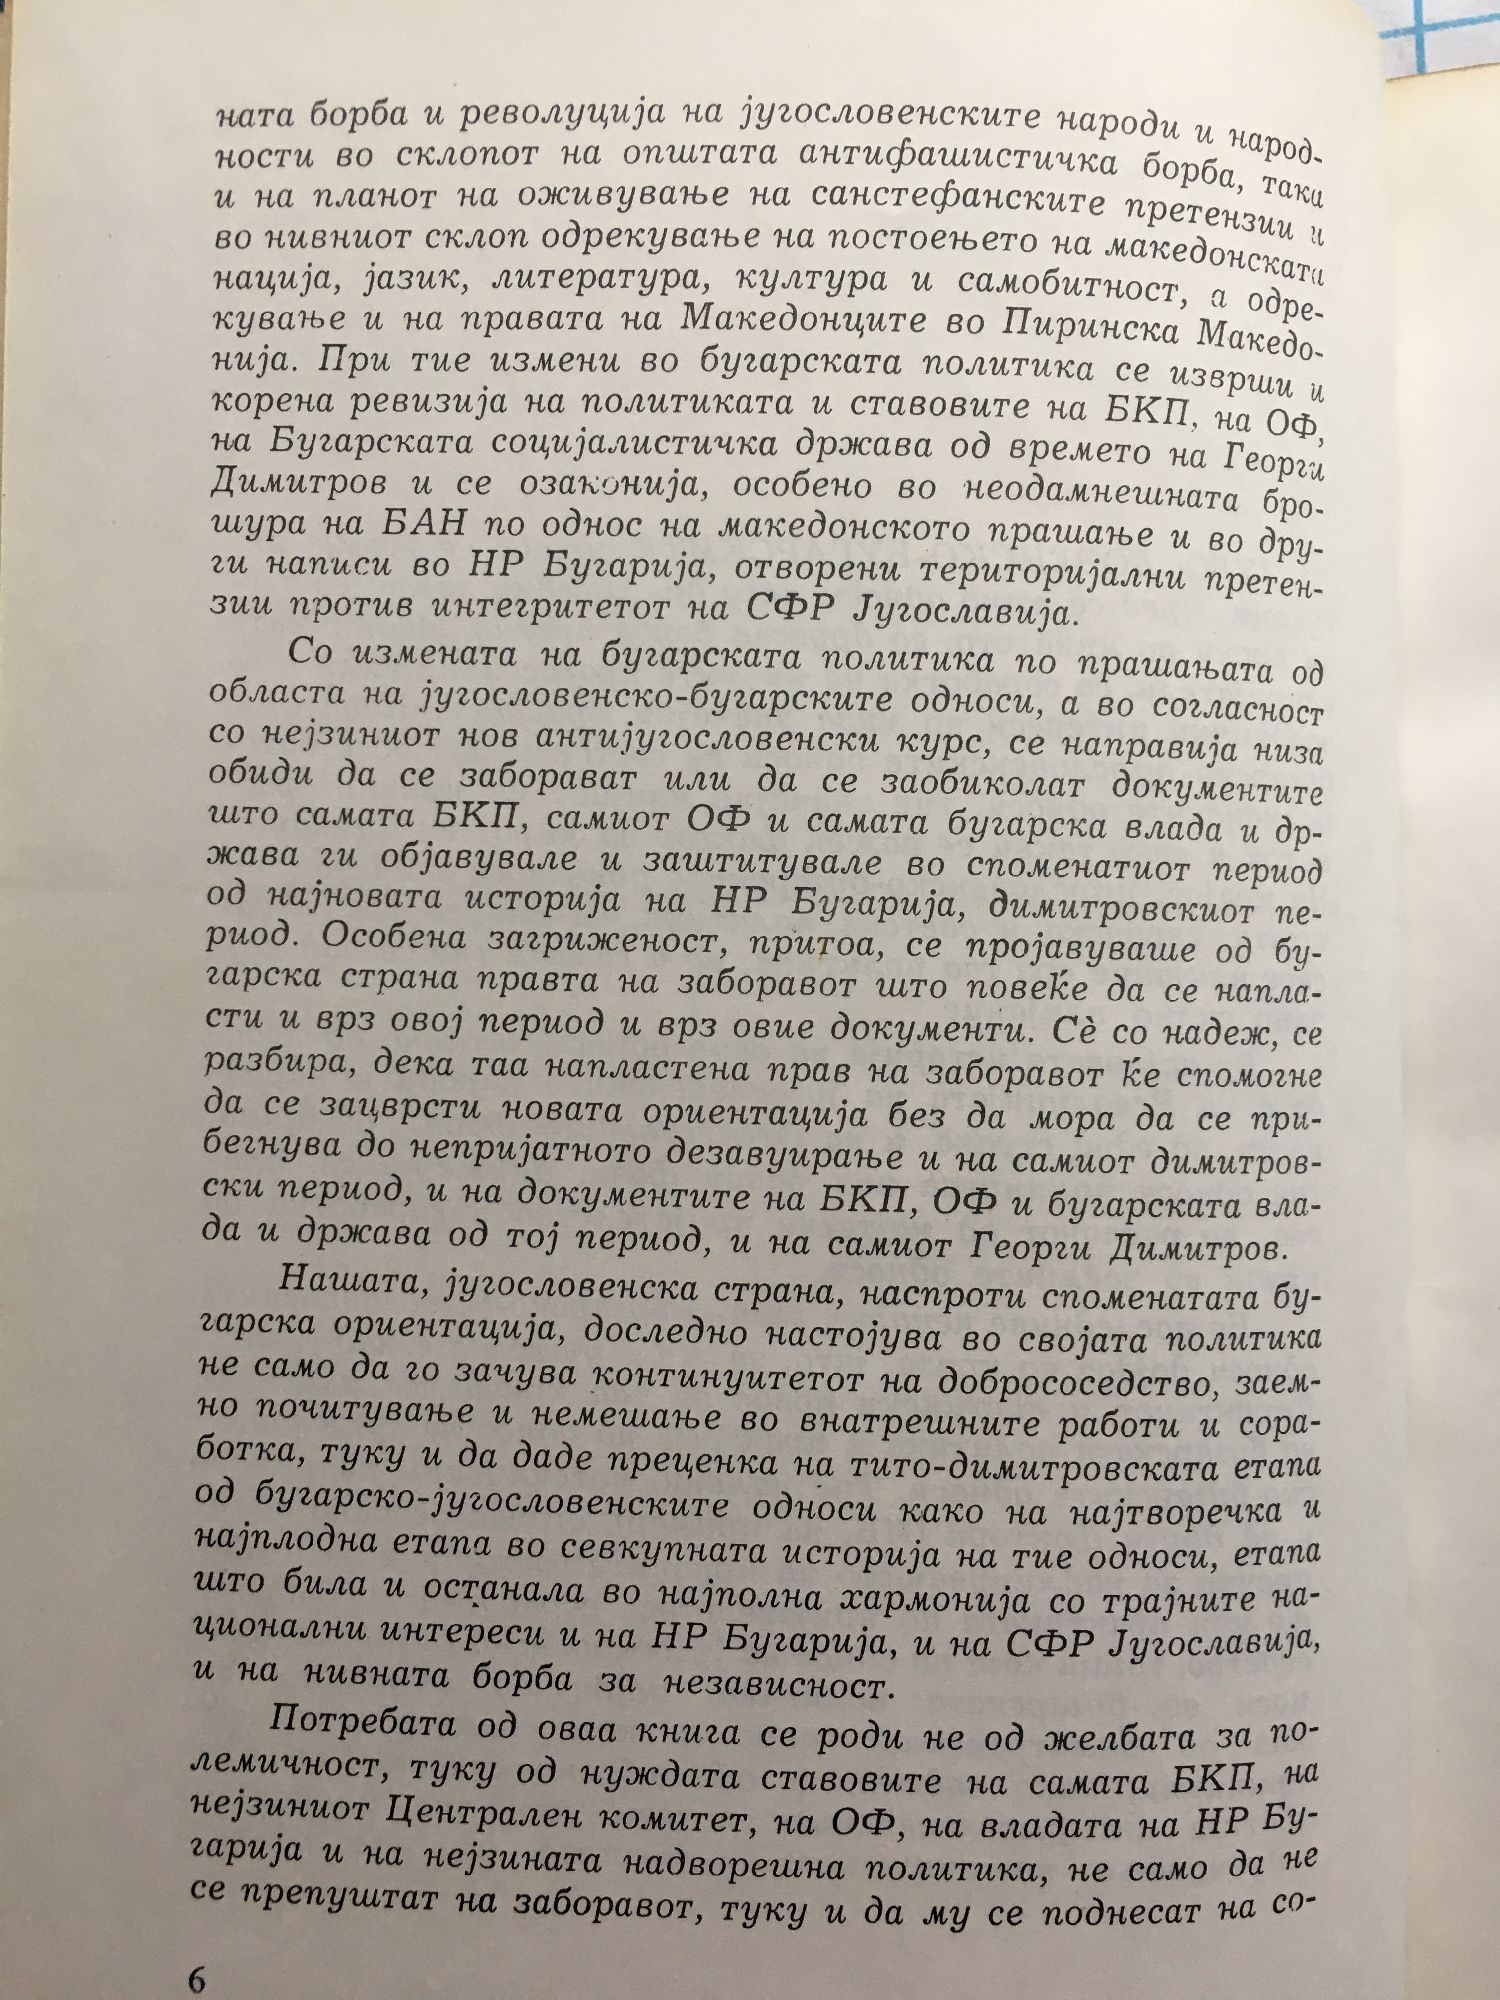 ната борба и револуција на југословенските народи и народ-
ности во склопот на општата антифашистичка борба, така
и на планот на оживување на санстефанските претензии и
во нивниот склоп одрекување на постоењето на македонската
нација, јазик, литература, култура и самобитност, а одре-
кување и на правата на Македонците во Пиринска Македо-
нија. При тие измени во бугарската политика се изврши и
корена ревизија на политиката и ставовите на БКП, на ОФ,
на Бугарската социјалистичка држава од времето на Георги
Димитров и се озаконија, особено во неодамнешната бро-
шура на БАН по однос на македонското прашање и во дру-
ги написи во НР Бугарија, отворени територијални претен-
зии против интегритетот на СФР Југославија.
Со измената на бугарската политика по прашањата од
областа на југословенско-бугарските односи, а во согласност
со нејзиниот нов антијугословенски курс, се направија низа
обиди да се заборават или да се заобиколат документите
што самата БКП, самиот ОФ и самата бугарска влада и др-
жава ги објавувале и заштитувале во споменатиот период
од најновата историја на НР Бугарија, димитровскиот пе-
риод. Особена загриженост, притоа, се пројавуваше од бу-
гарска страна правта на заборавот што повеќе да се напла-
сти и врз овој период и врз овие документи. Сѐ со надеж, се
разбира, дека таа напластена прав на заборавот ќе спомогне
да се зацврсти новата ориентација без да мора да се при-
бегнува до непријатното дезавуирање и на самиот димитров-
ски период, и на документите на БКП, ОФ и бугарската вла-
да и држава од тој период, и на самиот Георги Димитров.
Нашата, југословенска страна, наспроти споменатата бу-
гарска ориентација, доследно настојува во својата политика
не само да го зачува континуитетот на добрососедство, заем-
но почитување и немешање во внатрешните работи и сора-
ботка, туку и да даде преценка на тито-димитровската етапа
од бугарско-југословенските односи како на најтворечка и
најплодна етапа во севкупната историја на тие односи, етапа
што била и останала во најполна хармонија со трајните на-
ционални интереси и на НР Бугарија, и на СФР Југославија,
и на нивната борба за независност.
Потребата од оваа книга се роди не од желбата за по-
лемичност, туку од нуждата ставовите на самата БКП, на
нејзиниот Централен комитет, на ОФ, на владата на НР Бу-
гарија и на нејзината надворешна политика, не само да не
се препуштат на заборавот, туку и да му се поднесат на со-
6